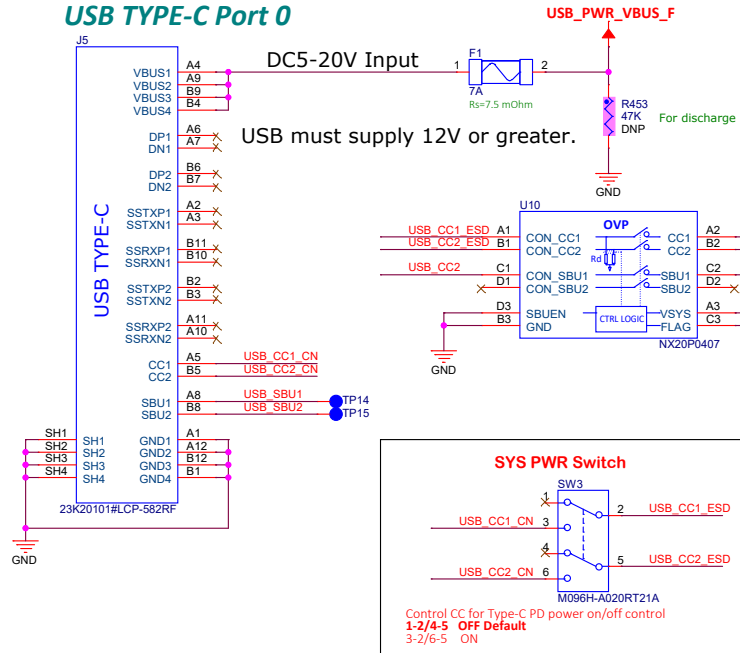 USB TYPE-C Port 0
USB_PWR_VBUS_F
J5
USB TYPE-C
VBUS1 A4
VBUS2 A9
VBUS3 B9
VBUS4 B4
DP1 A6
DN1 A7
DP2 B6
DN2 B7
SSTXP1 A2
SSTXN1 A3
SSRXP1 B11
SSRXN1 B10
SSTXP2 B2
SSTXN2 B3
SSRXP2 A11
SSRXN2 A10
CC1 A5 USB_CC1_CN
CC2 B5 USB_CC2_CN
SBU1 A8 USB_SBU1 TP14
SBU2 B8 USB_SBU2 TP15
SH1 SH1 GND1 A1
SH2 SH2 GND2 A12
SH3 SH3 GND3 B12
SH4 SH4 GND4 B1
23K20101#LCP-582RF
GND
DC5-20V Input
F1
1 2
7A
Rs=7.5 mOhm
USB must supply 12V or greater.
R453
47K
DNP
For discharge
GND
U10
OVP
USB_CC1_ESD A1 CON_CC1 CC1 A2
USB_CC2_ESD B1 CON_CC2 CC2 B2
Rd
USB_CC2 C1 CON_SBU1 SBU1 C2
D1 CON_SBU2 SBU2 D2
D3 SBUEN CTRL LOGIC VSYS A3
B3 GND FLAG C3
NX20P0407
GND
SYS PWR Switch
SW3
1
2 USB_CC1_ESD
USB_CC1_CN 3
4
5 USB_CC2_ESD
USB_CC2_CN 6
M096H-A020RT21A
Control CC for Type-C PD power on/off control
1-2/4-5 OFF Default
3-2/6-5 ON